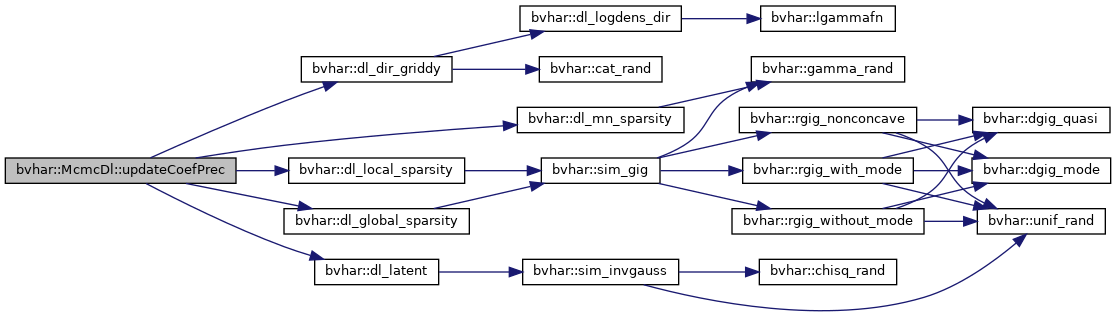 bvhar::McmcDl::updateCoefPrec
bvhar::dl_dir_griddy
bvhar::dl_logdens_dir
bvhar::lgammafn
bvhar::cat_rand
bvhar::dl_mn_sparsity
bvhar::gamma_rand
bvhar::dl_local_sparsity
bvhar::sim_gig
bvhar::rgig_nonconcave
bvhar::dgig_quasi
bvhar::rgig_with_mode
bvhar::dgig_mode
bvhar::dl_global_sparsity
bvhar::rgig_without_mode
bvhar::unif_rand
bvhar::dl_latent
bvhar::sim_invgauss
bvhar::chisq_rand